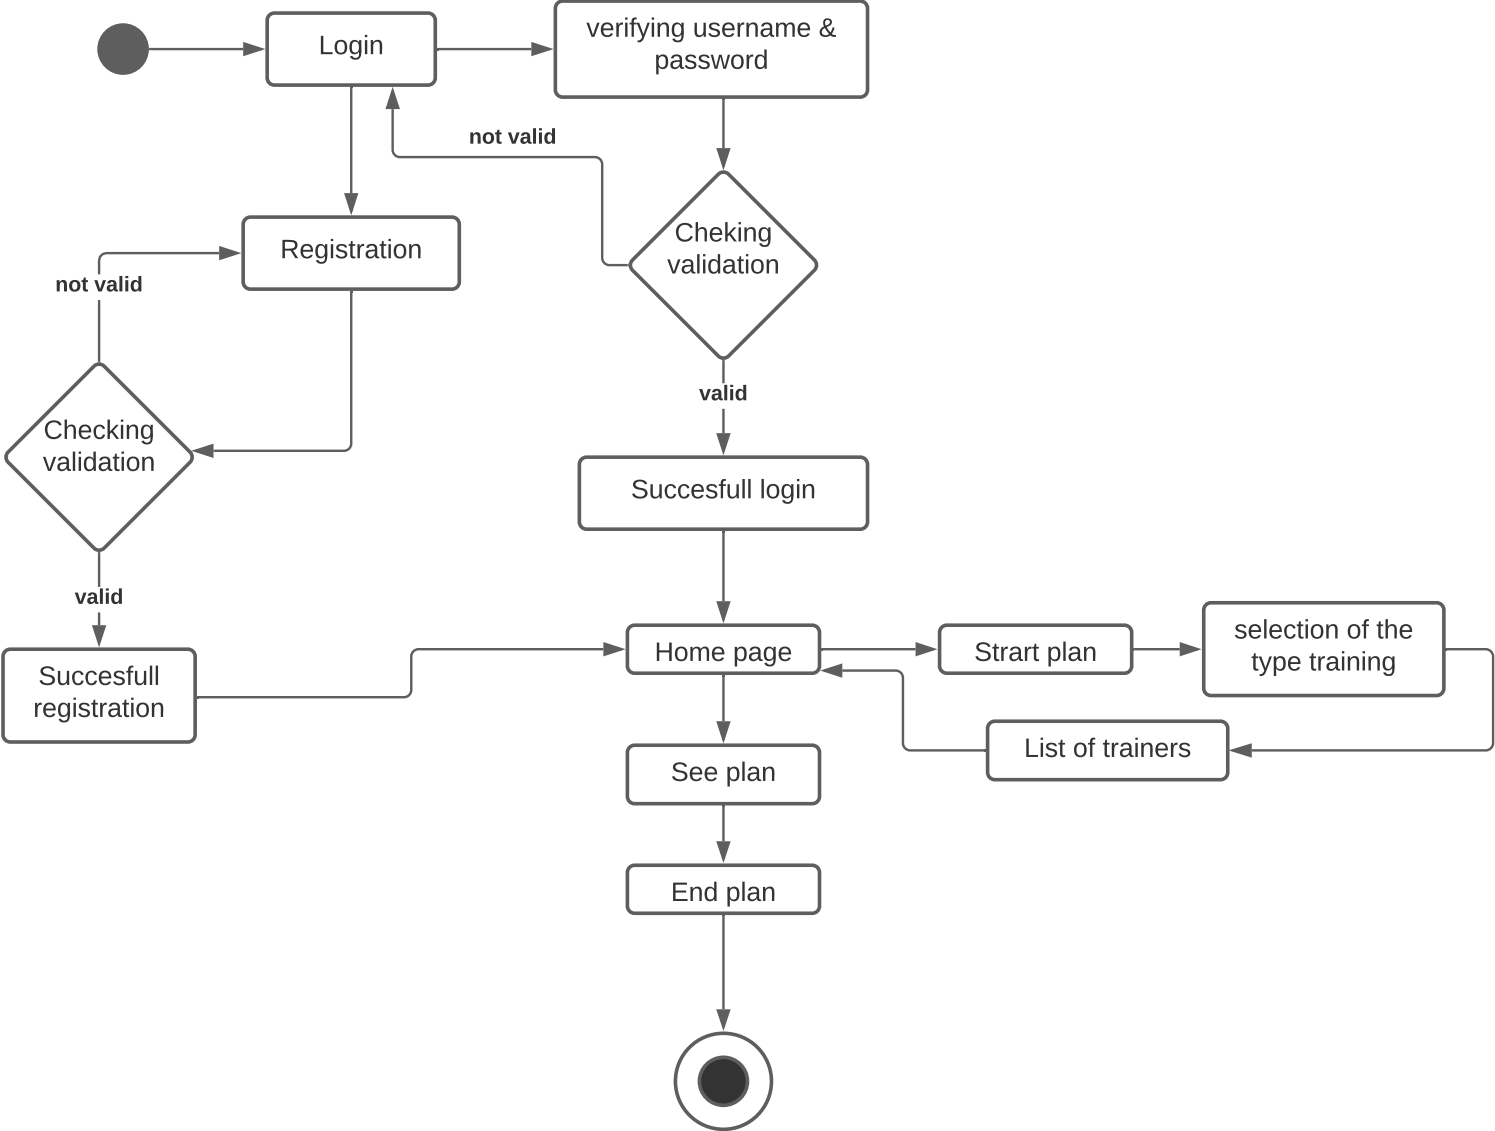 Login
verifying username &
password
not valid
Registration
Cheking
validation
not valid
valid
Checking
validation
Succesfull login
valid
Succesfull
registration
Home page
Strart plan
selection of the
type training
List of trainers
See plan
End plan